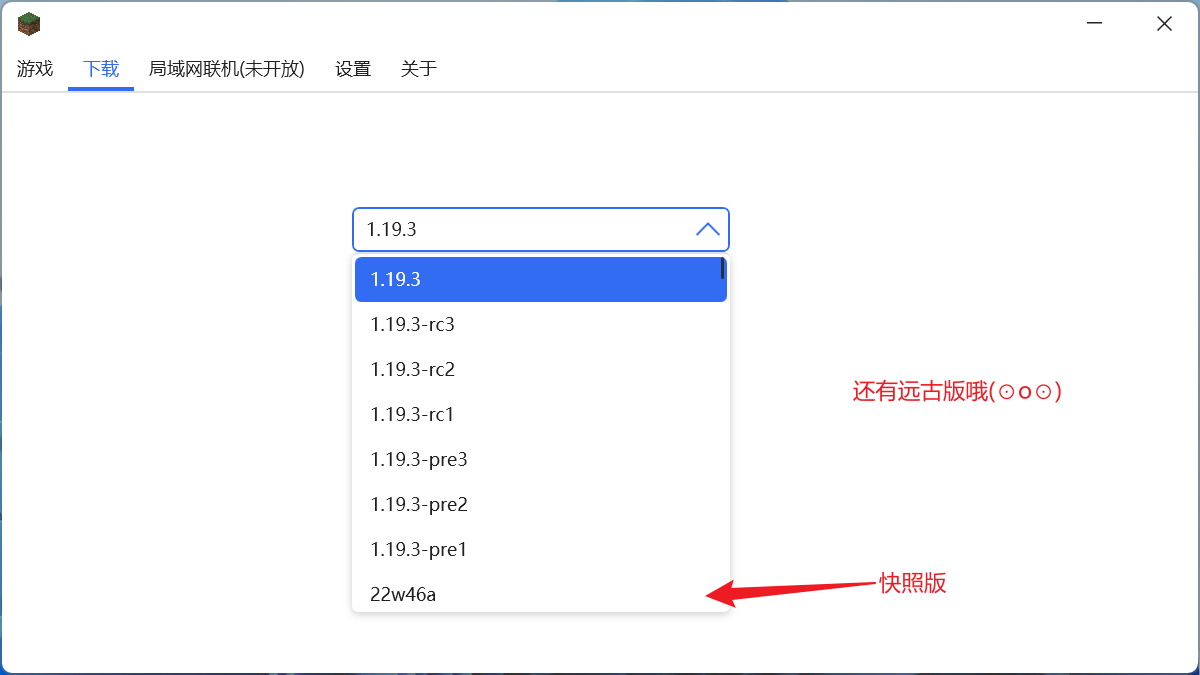 游戏 下载 局域网联机(未开放) 设置 关于
1.19.3
1.19.3
1.19.3-rc3
1.19.3-rc2
还有远古版哦(⊙o⊙)
1.19.3-rc1
1.19.3-pre3
1.19.3-pre2
1.19.3-pre1
22w46a
快照版